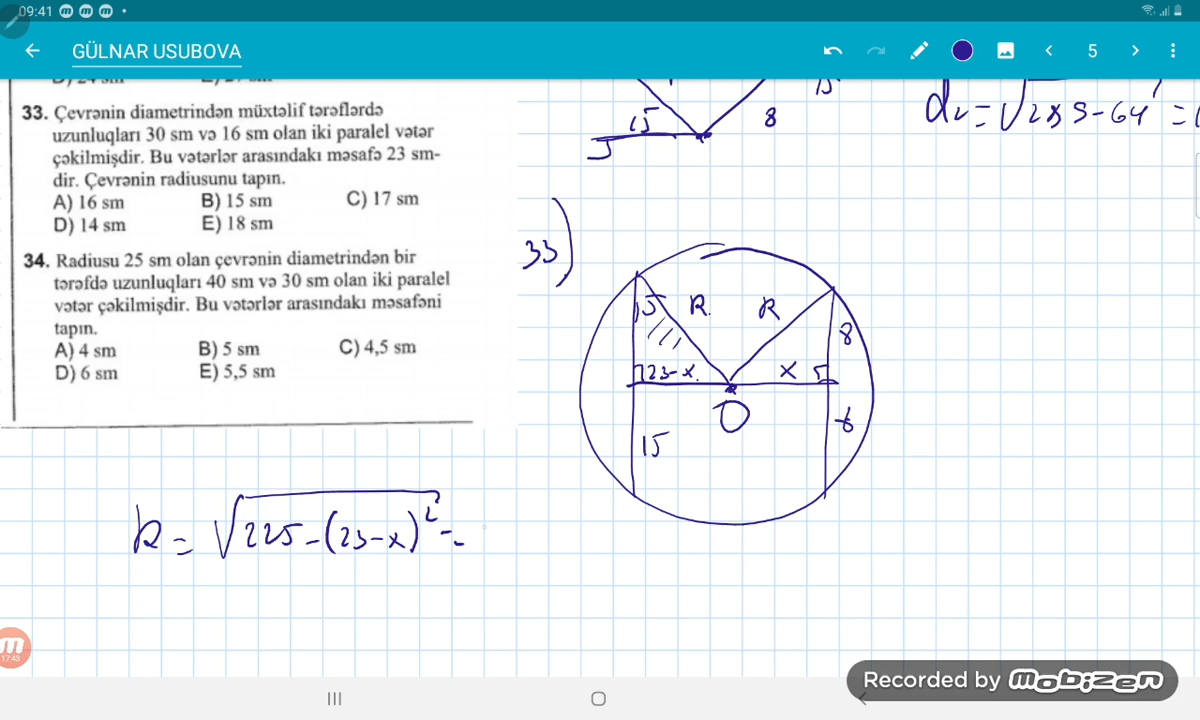 09:41
GÜLNAR USUBOVA
5
33. Çevrənin diametrindən müxtəlif tərəflərdə
uzunluqları 30 sm və 16 sm olan iki paralel vətər
çəkilmişdir. Bu vətərlər arasındakı məsafə 23 sm-
dir. Çevrənin radiusunu tapın.
A) 16 sm B) 15 sm C) 17 sm
D) 14 sm E) 18 sm
34. Radiusu 25 sm olan çevrənin diametrindən bir
tərəfdə uzunluqları 40 sm və 30 sm olan iki paralel
vətər çəkilmişdir. Bu vətərlər arasındakı məsafəni
tapın.
A) 4 sm B) 5 sm C) 4,5 sm
D) 6 sm E) 5,5 sm
15
8
15
33)
15 R. R 8
23-x. x
O
15
R = √225-(23-x)²
17:43
Recorded by mobizen